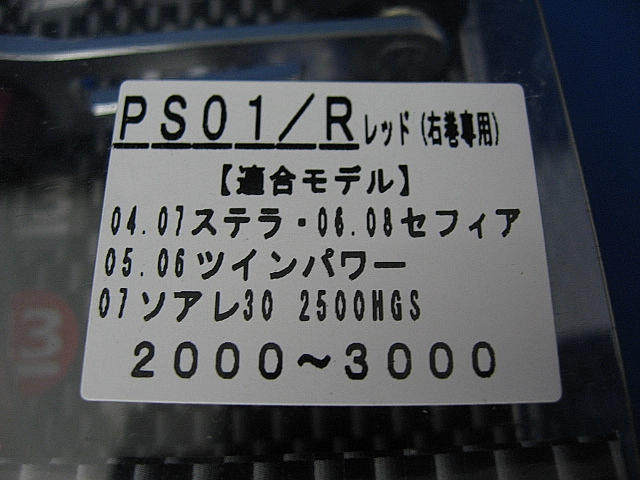 PS01/R レッド(右巻専用)
【適合モデル】
04.07ステラ・06.08セフィア
05.06ツインパワー
07ソアレ30 2500HGS
2000～3000